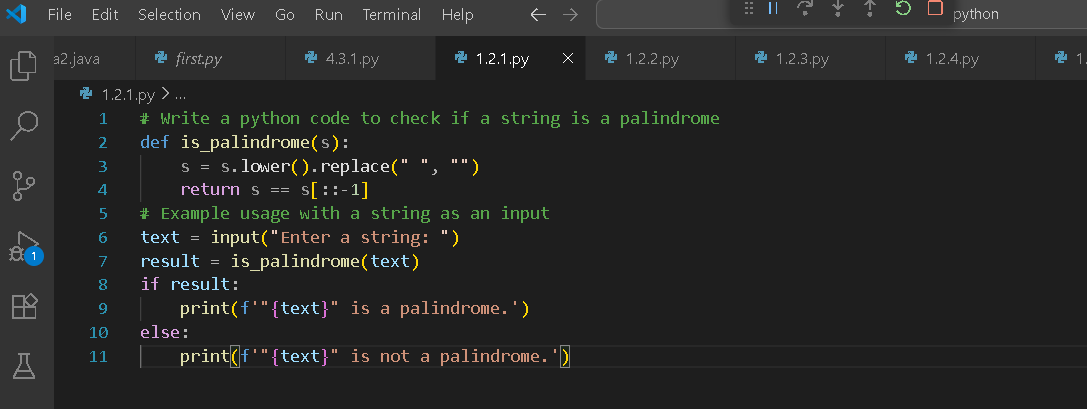 File Edit Selection View Go Run Terminal Help python
a2.java first.py 4.3.1.py 1.2.1.py 1.2.2.py 1.2.3.py 1.2.4.py 1.
1.2.1.py > ...
1 # Write a python code to check if a string is a palindrome
2 def is_palindrome(s):
3     s = s.lower().replace(" ", "")
4     return s == s[::-1]
5 # Example usage with a string as an input
6 text = input("Enter a string: ")
7 result = is_palindrome(text)
8 if result:
9     print(f'"{text}" is a palindrome.')
10 else:
11     print(f'"{text}" is not a palindrome.')
1